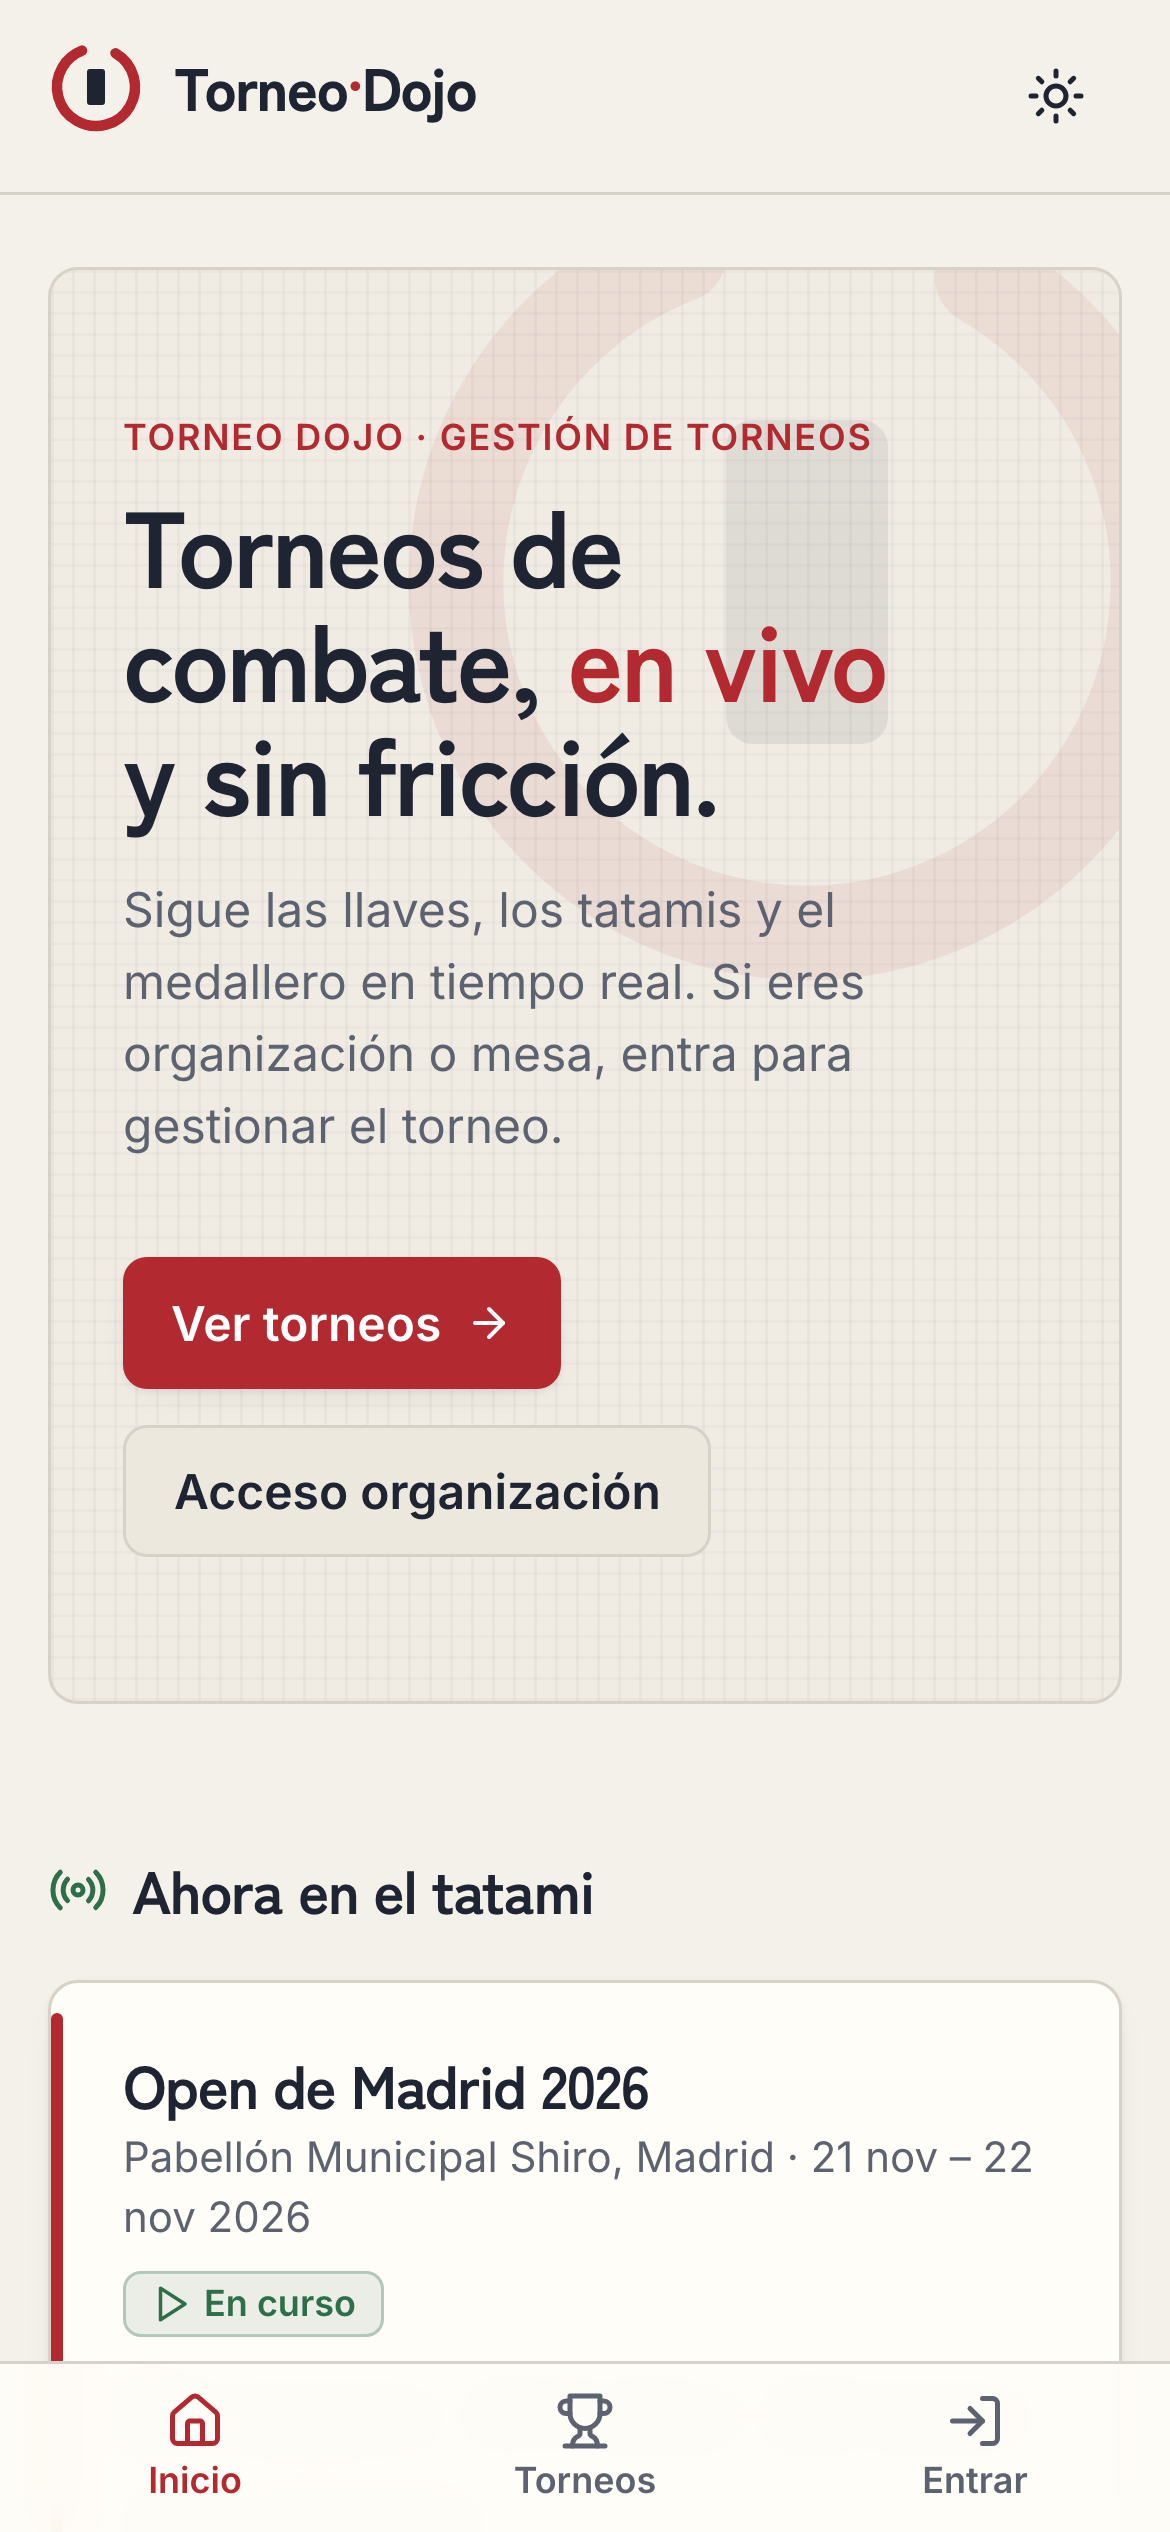 Torneo·Dojo
TORNEO DOJO · GESTIÓN DE TORNEOS
Torneos de
combate, en vivo
y sin fricción.
Sigue las llaves, los tatamis y el
medallero en tiempo real. Si eres
organización o mesa, entra para
gestionar el torneo.
Ver torneos →
Acceso organización
Ahora en el tatami
Open de Madrid 2026
Pabellón Municipal Shiro, Madrid · 21 nov – 22
nov 2026
En curso
Inicio
Torneos
Entrar